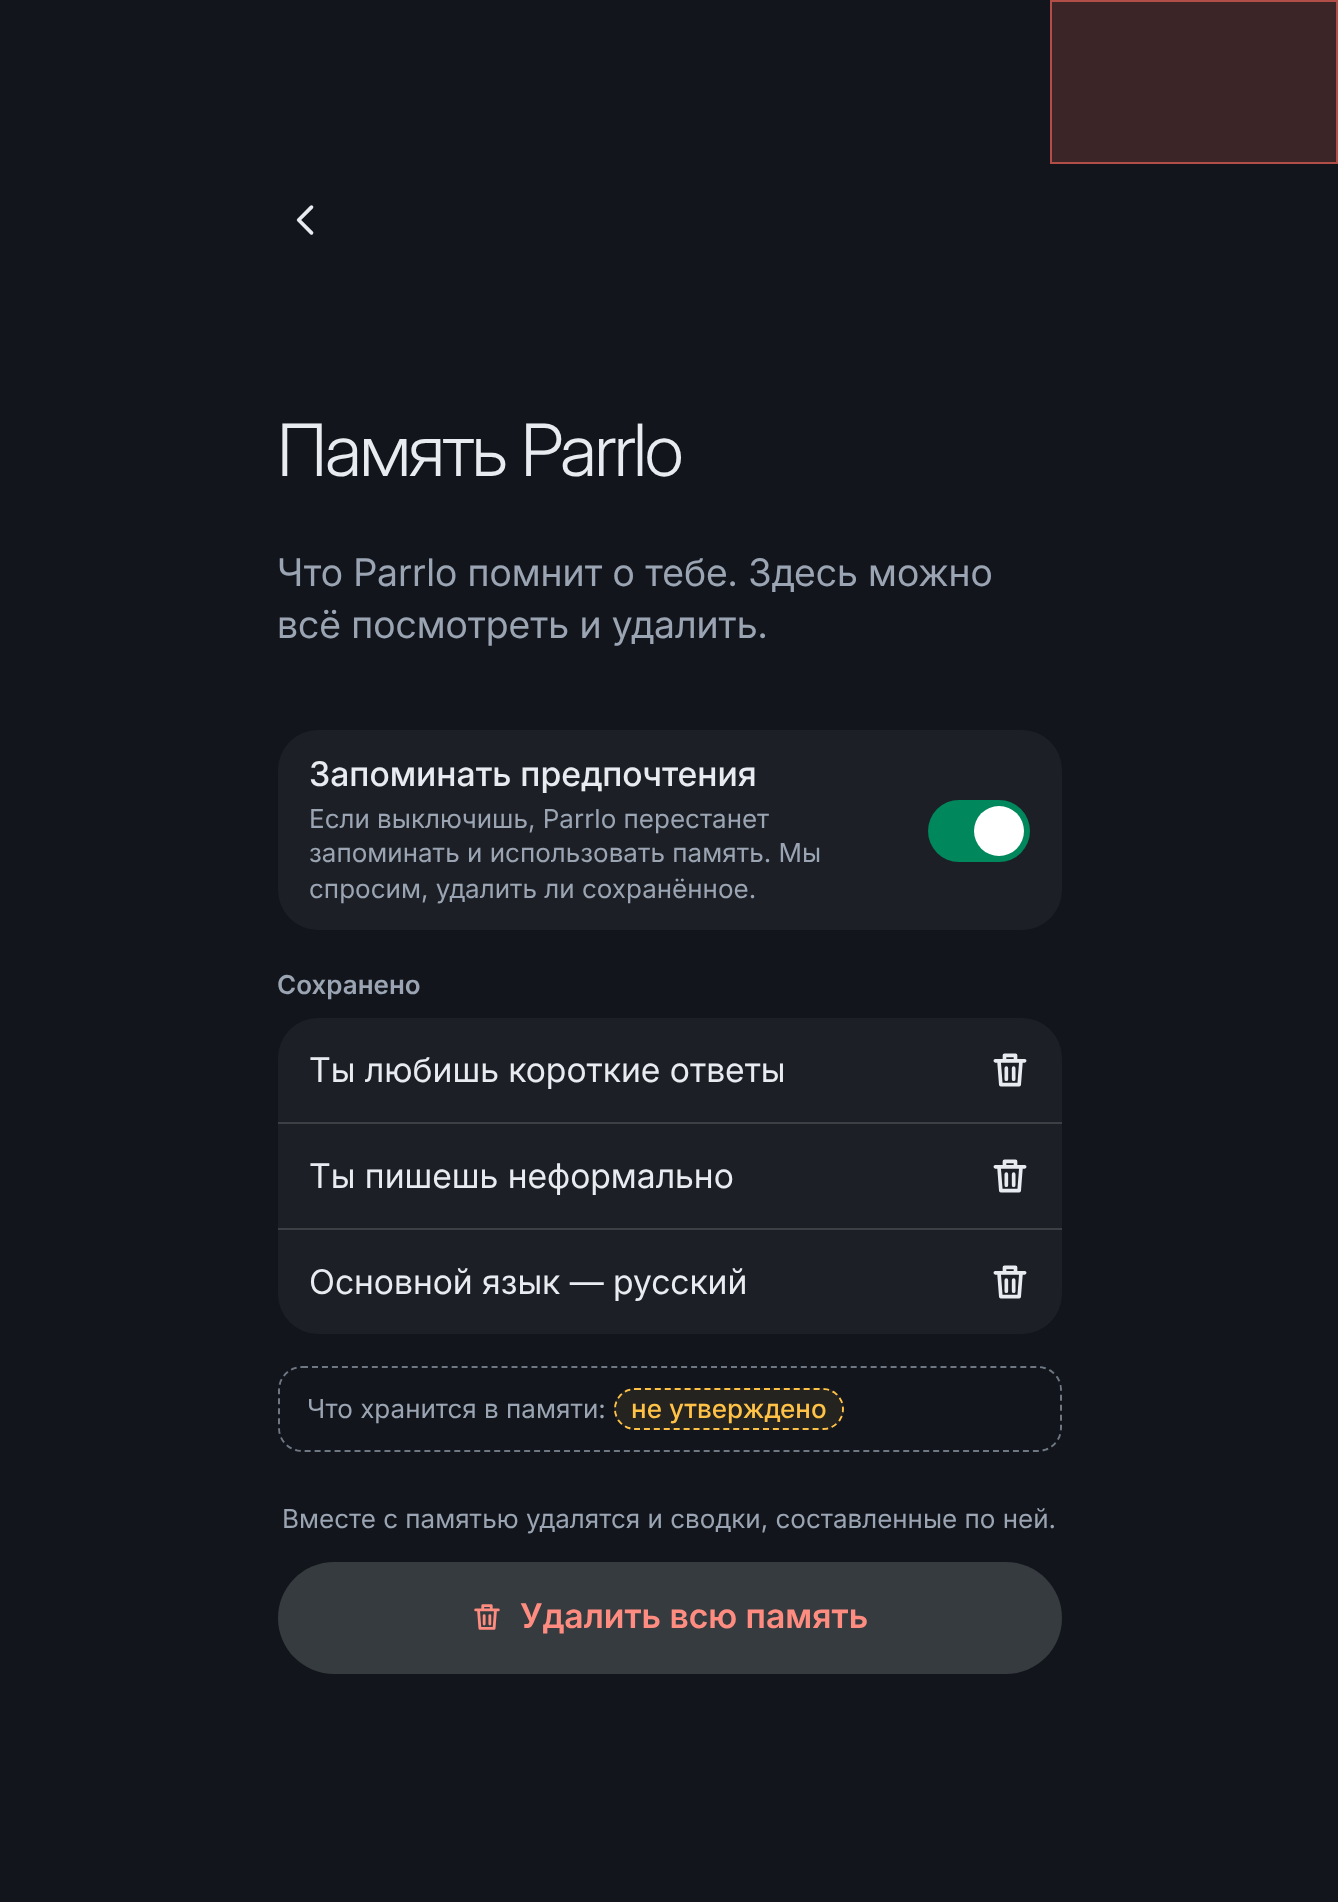 Память Parrlo
Что Parrlo помнит о тебе. Здесь можно
всё посмотреть и удалить.
Запоминать предпочтения
Если выключишь, Parrlo перестанет
запоминать и использовать память. Мы
спросим, удалить ли сохранённое.
Сохранено
Ты любишь короткие ответы
Ты пишешь неформально
Основной язык — русский
Что хранится в памяти: не утверждено
Вместе с памятью удалятся и сводки, составленные по ней.
Удалить всю память